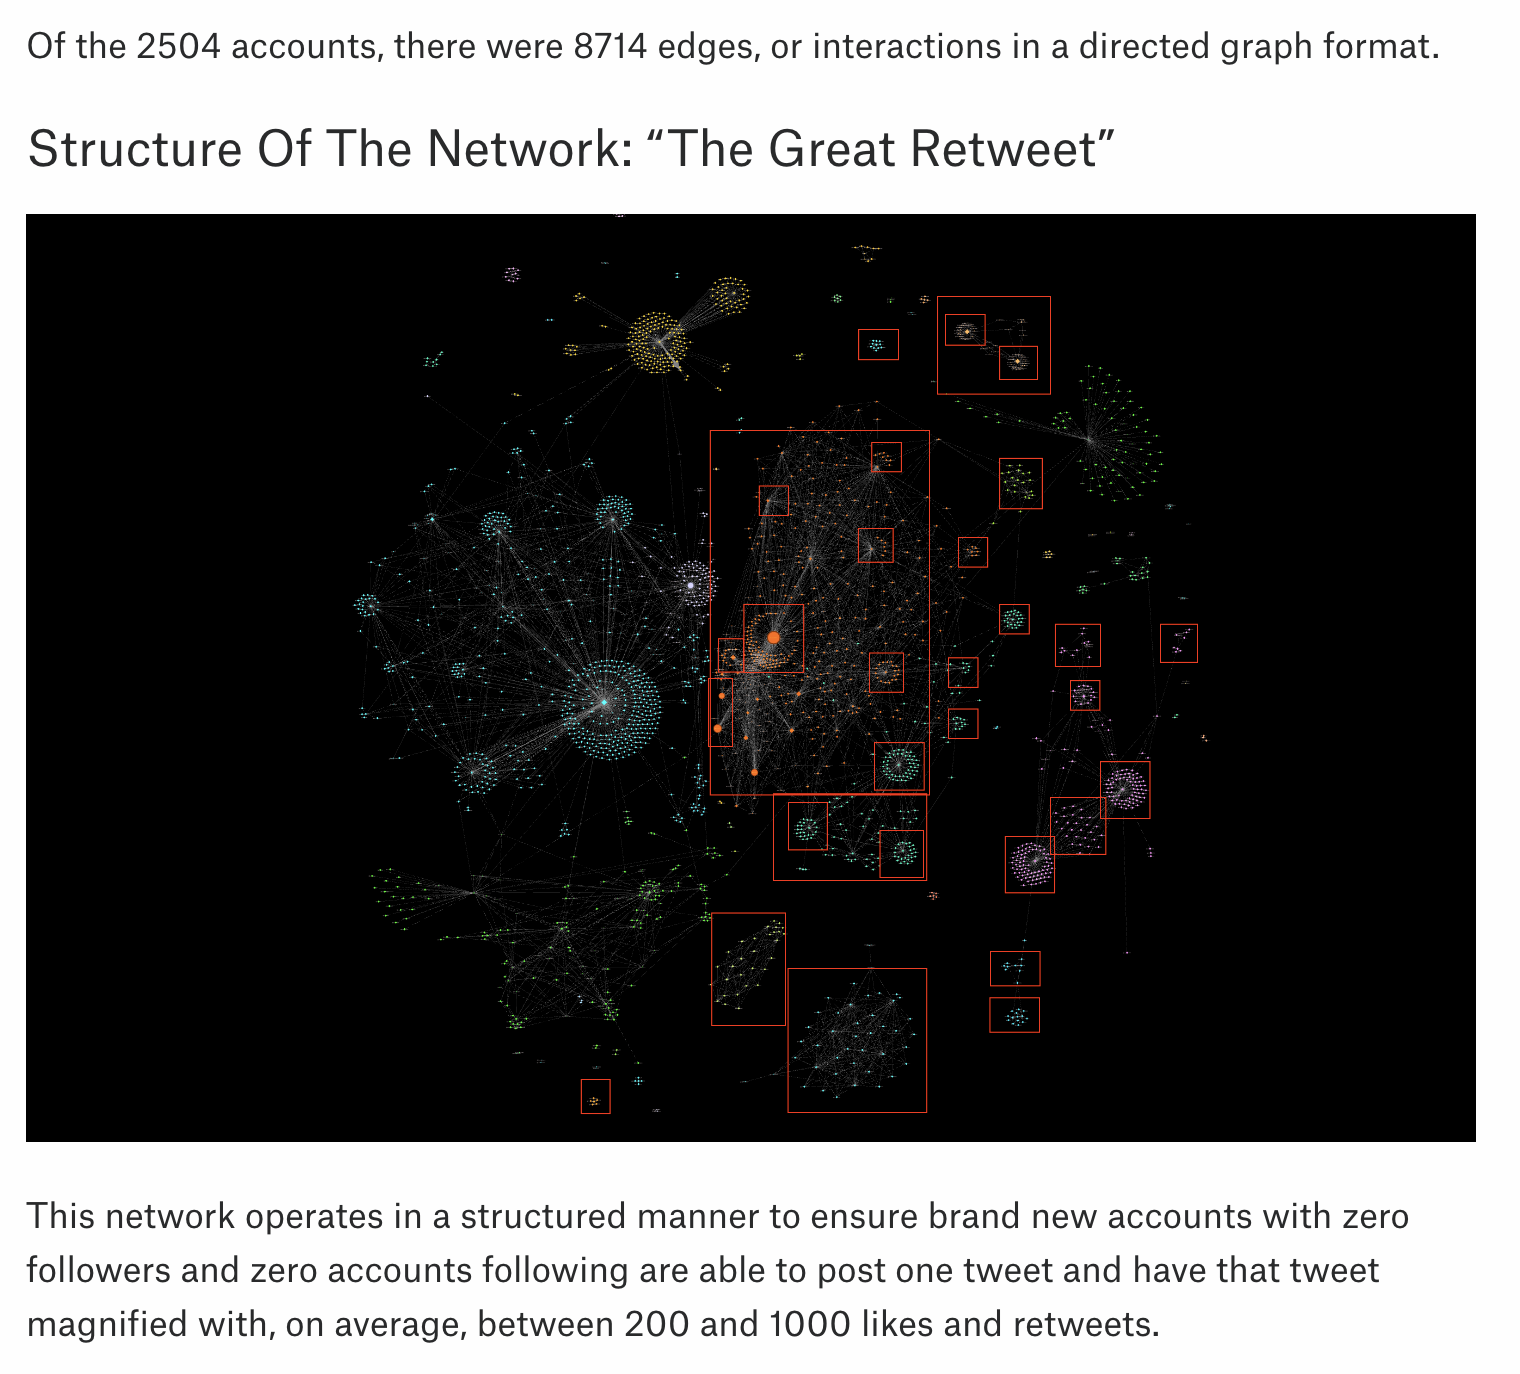 Of the 2504 accounts, there were 8714 edges, or interactions in a directed graph format.
Structure Of The Network: “The Great Retweet”
This network operates in a structured manner to ensure brand new accounts with zero
followers and zero accounts following are able to post one tweet and have that tweet
magnified with, on average, between 200 and 1000 likes and retweets.